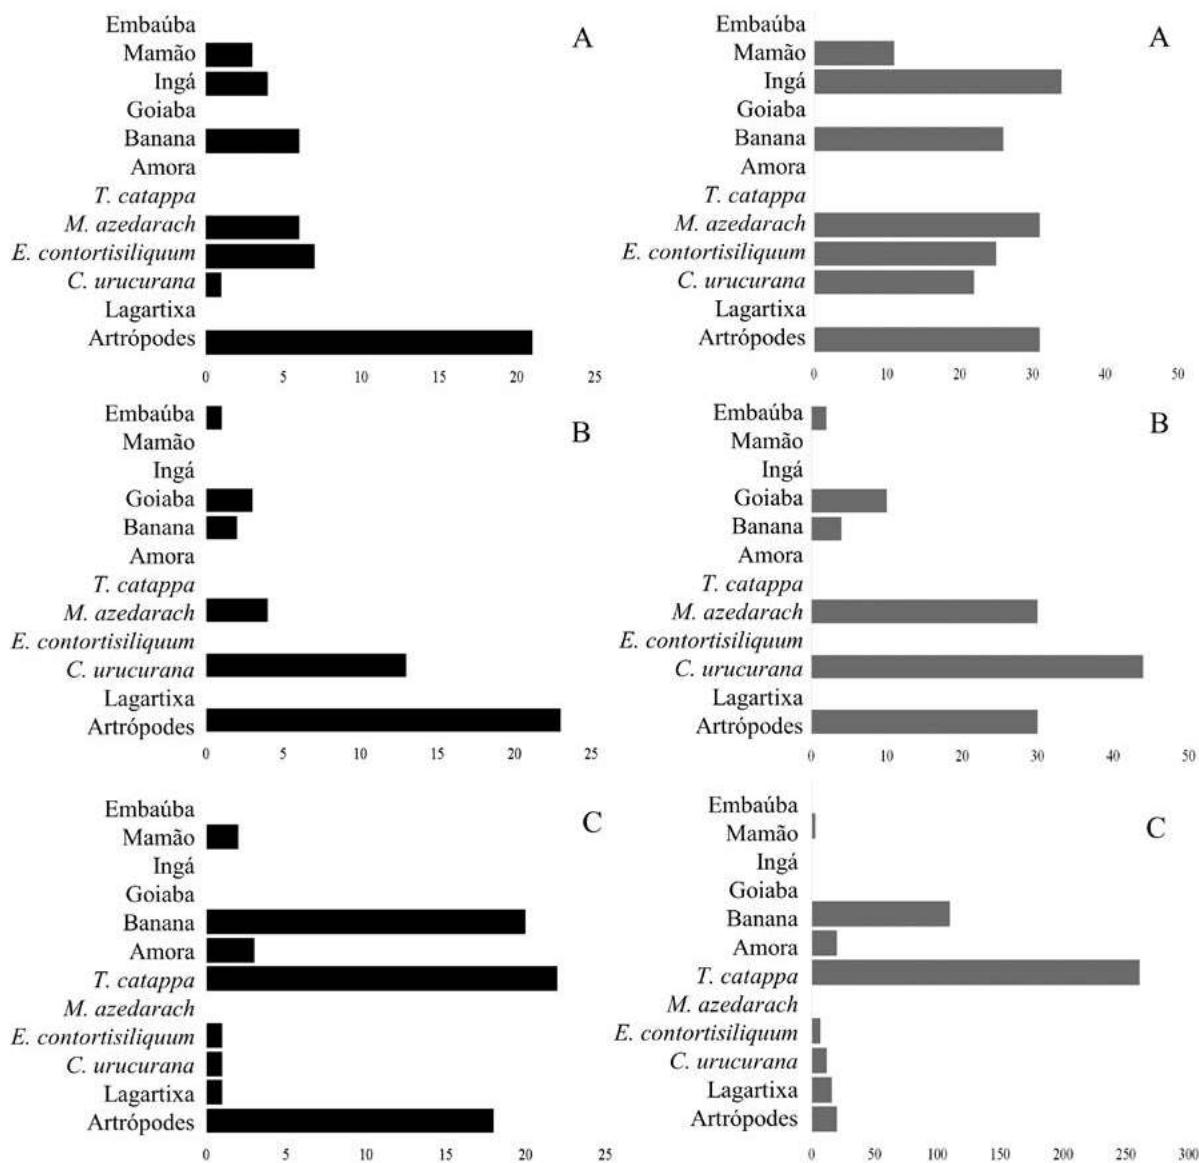 Embaúba
A
Mamão
Ingá
Goiaba
Banana
Amora
T. catappa
M. azedarach
E. contortisiliquum
C. urucurana
Lagartixa
Artrópodes
0 5 10 15 20 25
Embaúba
A
Mamão
Ingá
Goiaba
Banana
Amora
T. catappa
M. azedarach
E. contortisiliquum
C. urucurana
Lagartixa
Artrópodes
0 10 20 30 40 50
Embaúba
B
Mamão
Ingá
Goiaba
Banana
Amora
T. catappa
M. azedarach
E. contortisiliquum
C. urucurana
Lagartixa
Artrópodes
0 5 10 15 20 25
Embaúba
B
Mamão
Ingá
Goiaba
Banana
Amora
T. catappa
M. azedarach
E. contortisiliquum
C. urucurana
Lagartixa
Artrópodes
0 10 20 30 40 50
Embaúba
C
Mamão
Ingá
Goiaba
Banana
Amora
T. catappa
M. azedarach
E. contortisiliquum
C. urucurana
Lagartixa
Artrópodes
0 5 10 15 20 25
Embaúba
C
Mamão
Ingá
Goiaba
Banana
Amora
T. catappa
M. azedarach
E. contortisiliquum
C. urucurana
Lagartixa
Artrópodes
0 50 100 150 200 250 300